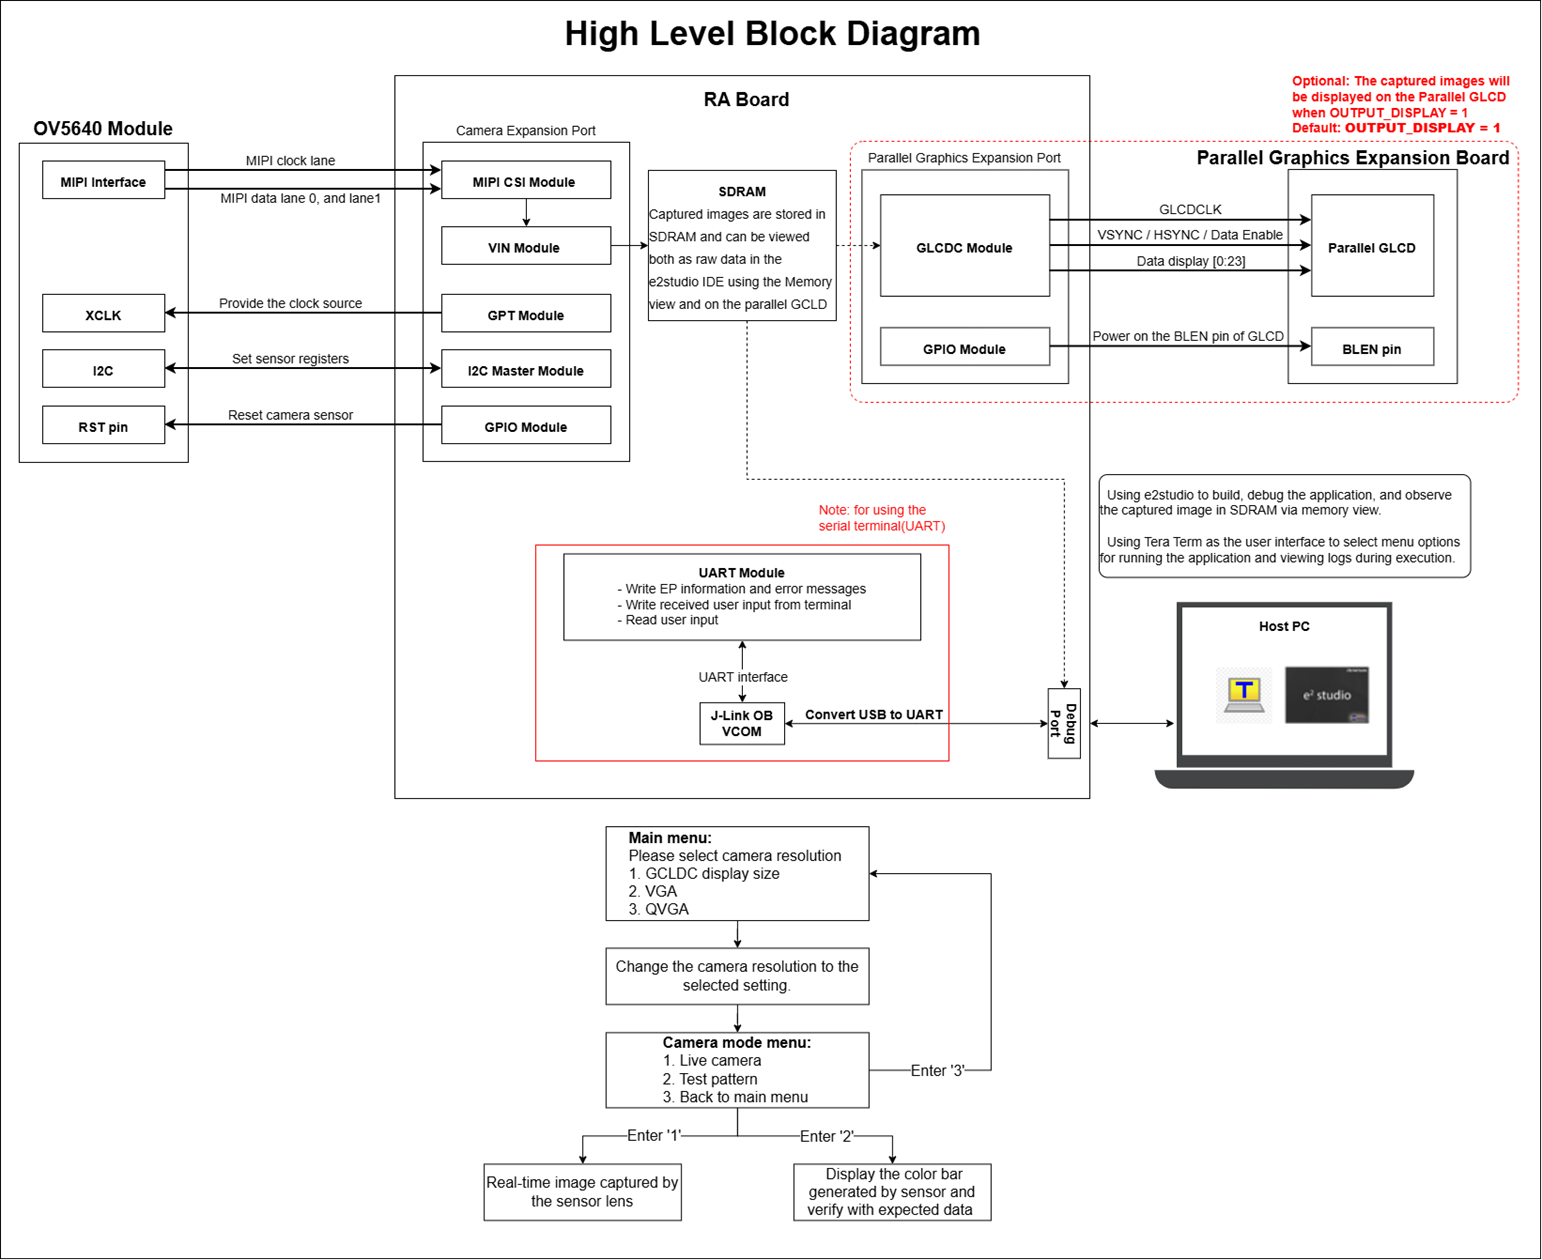 High Level Block Diagram
RA Board
OV5640 Module
Camera Expansion Port
MIPI Interface
XCLK
I2C
RST pin
MIPI clock lane
MIPI data lane 0, and lane1
Provide the clock source
Set sensor registers
Reset camera sensor
MIPI CSI Module
VIN Module
GPT Module
I2C Master Module
GPIO Module
SDRAM
Captured images are stored in
SDRAM and can be viewed
both as raw data in the
e2studio IDE using the Memory
view and on the parallel GCLD
Optional: The captured images will
be displayed on the Parallel GLCD
when OUTPUT_DISPLAY = 1
Default: OUTPUT_DISPLAY = 1
Parallel Graphics Expansion Port
Parallel Graphics Expansion Board
GLCDC Module
GPIO Module
GLCDCLK
VSYNC / HSYNC / Data Enable
Data display [0:23]
Power on the BLEN pin of GLCD
Parallel GLCD
BLEN pin
Note: for using the
serial terminal(UART)
UART Module
- Write EP information and error messages
- Write received user input from terminal
- Read user input
UART interface
J-Link OB
VCOM
Convert USB to UART
Debug
Port
Using e2studio to build, debug the application, and observe
the captured image in SDRAM via memory view.
Using Tera Term as the user interface to select menu options
for running the application and viewing logs during execution.
Host PC
T
e² studio
Main menu:
Please select camera resolution
1. GCLDC display size
2. VGA
3. QVGA
Change the camera resolution to the
selected setting.
Camera mode menu:
1. Live camera
2. Test pattern
3. Back to main menu
Enter '3'
Enter '1'
Enter '2'
Real-time image captured by
the sensor lens
Display the color bar
generated by sensor and
verify with expected data